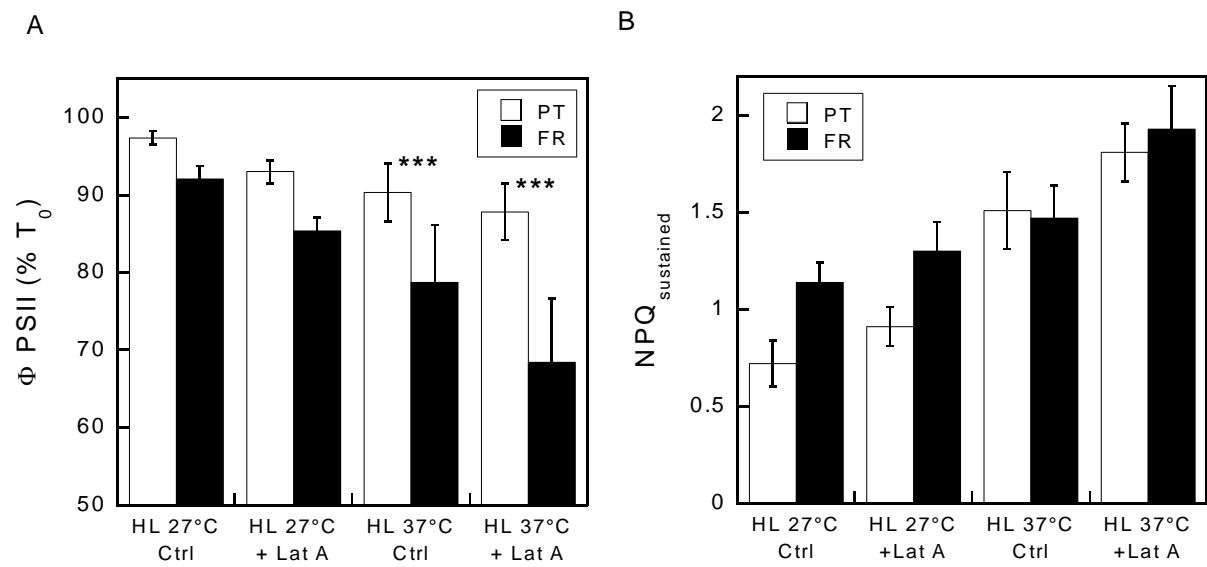 A
B
Φ PSII (% T0)
100
90
80
70
60
50
PT
FR
***
***
HL 27°C
Ctrl
HL 27°C
+ Lat A
HL 37°C
Ctrl
HL 37°C
+ Lat A
NPQ sustained
2
1.5
1
0.5
0
PT
FR
HL 27°C
Ctrl
HL 27°C
+Lat A
HL 37°C
Ctrl
HL 37°C
+Lat A